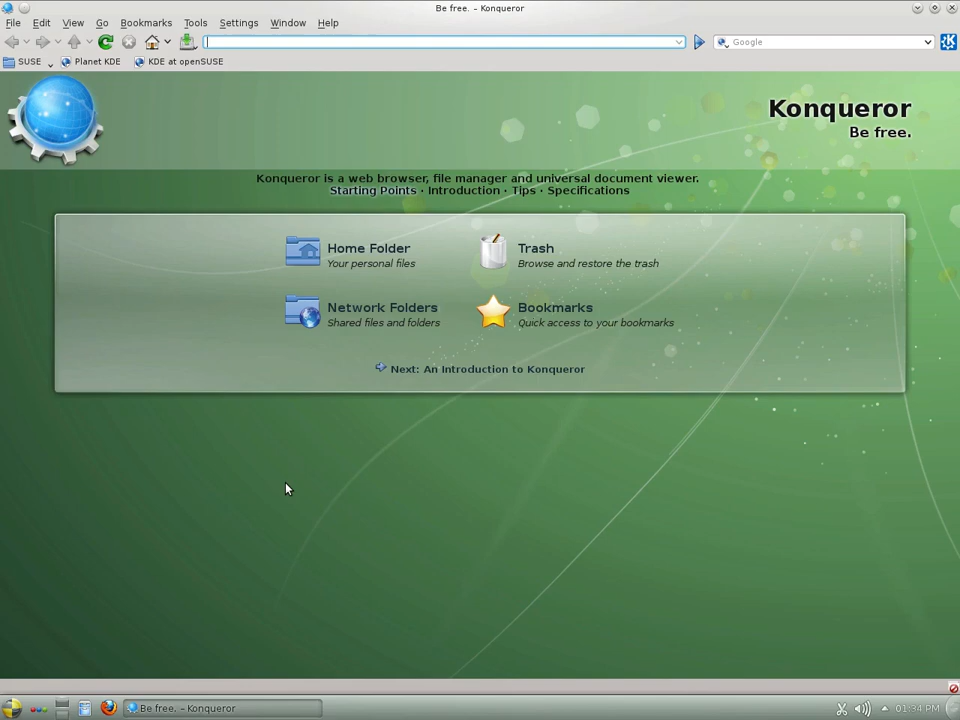 Be free. – Konqueror
File Edit View Go Bookmarks Tools Settings Window Help
Google
SUSE Planet KDE KDE at openSUSE
Konqueror
Be free.
Konqueror is a web browser, file manager and universal document viewer.
Starting Points · Introduction · Tips · Specifications
Home Folder
Your personal files
Trash
Browse and restore the trash
Network Folders
Shared files and folders
Bookmarks
Quick access to your bookmarks
Next: An Introduction to Konqueror
Be free. – Konqueror
01:34 PM